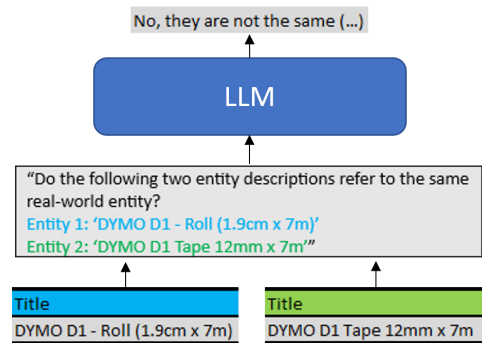 No, they are not the same (…)
LLM
“Do the following two entity descriptions refer to the same
real-world entity?
Entity 1: ‘DYMO D1 - Roll (1.9cm x 7m)’
Entity 2: ‘DYMO D1 Tape 12mm x 7m’”
Title
DYMO D1 - Roll (1.9cm x 7m)
Title
DYMO D1 Tape 12mm x 7m